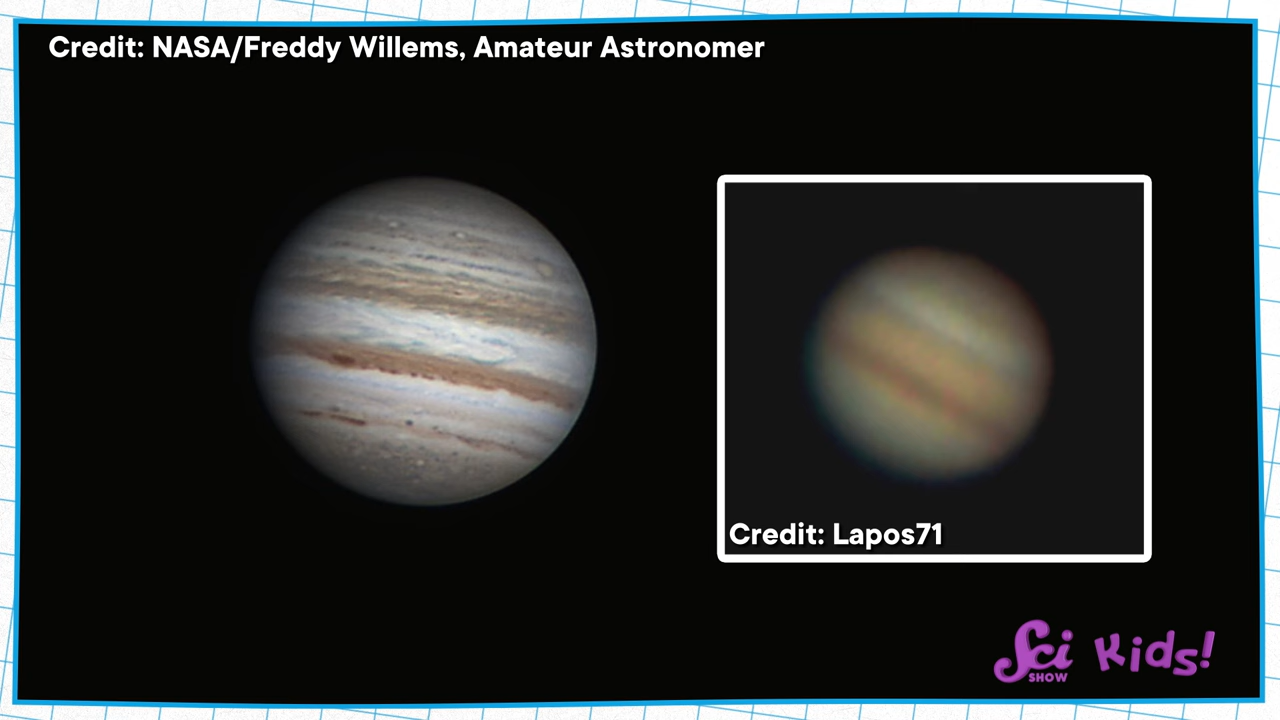 Credit: NASA/Freddy Willems, Amateur Astronomer
Credit: Lapos71
Sci Kids!
SHOW